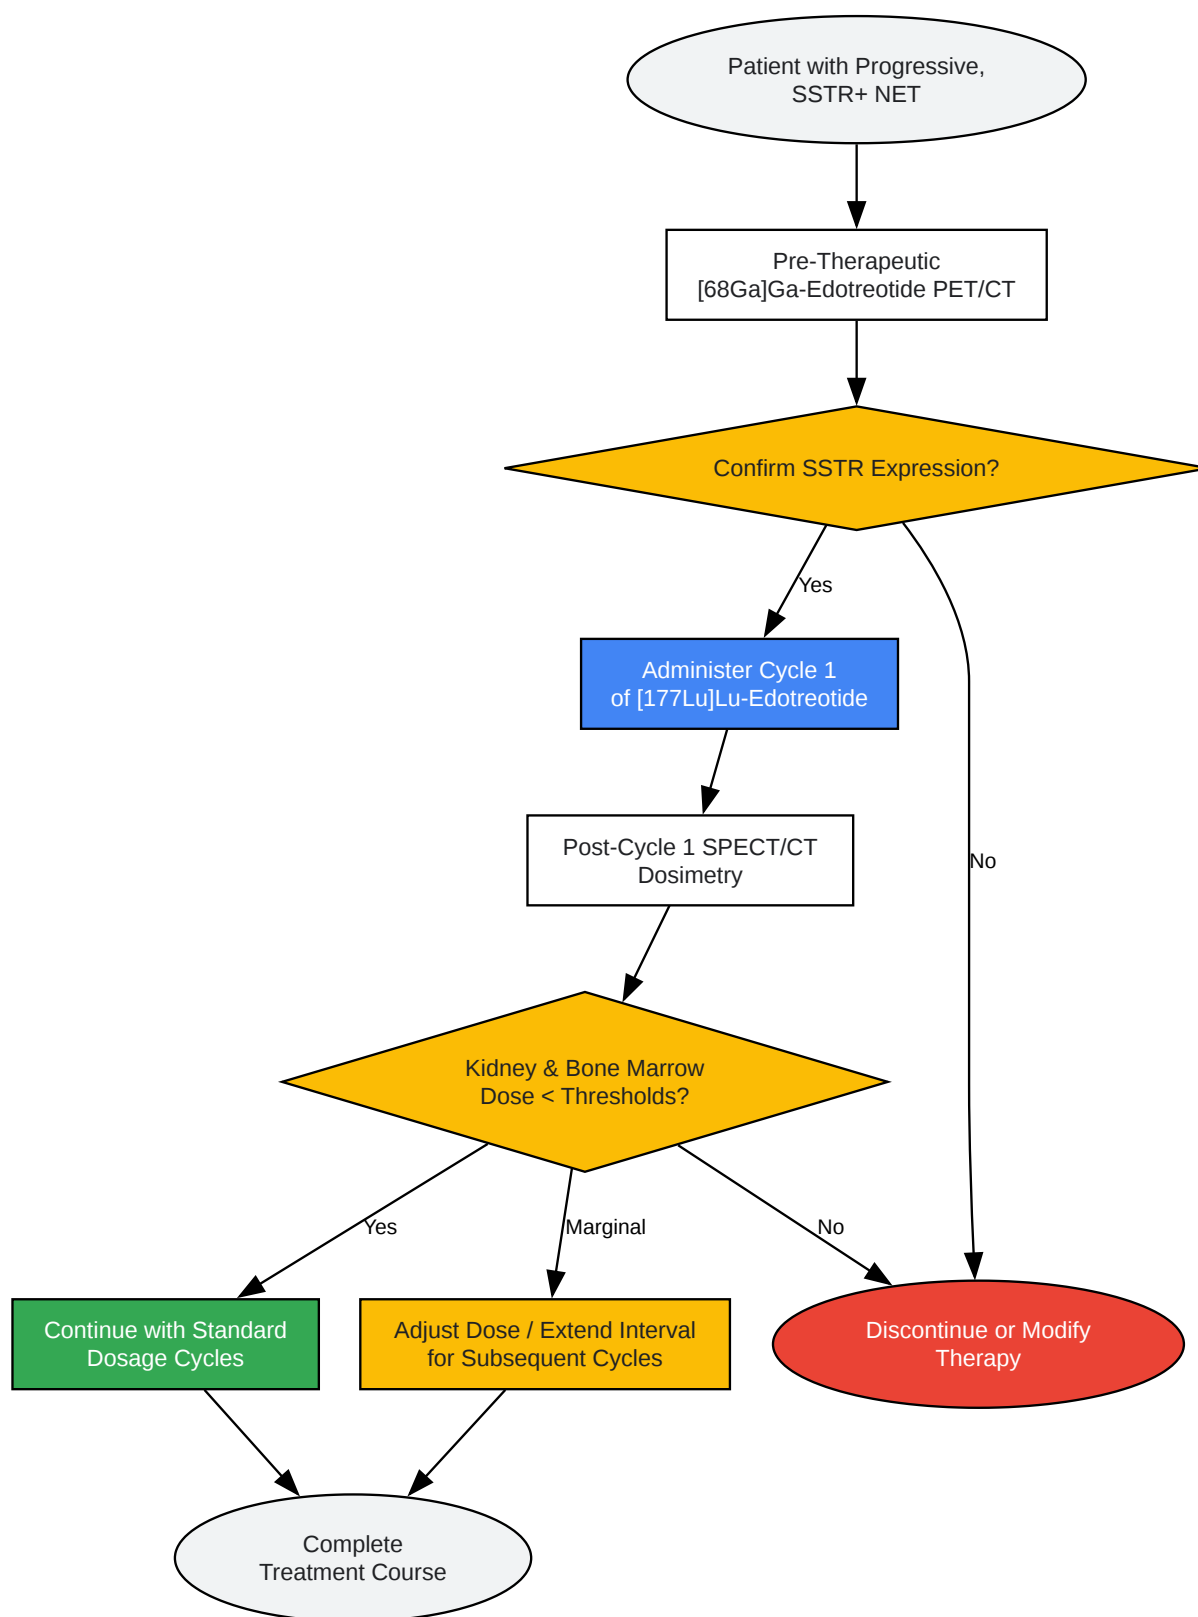 Patient with Progressive,
SSTR+ NET
Pre-Therapeutic
[68Ga]Ga-Edotreotide PET/CT
Confirm SSTR Expression?
Yes
Administer Cycle 1
of [177Lu]Lu-Edotreotide
Post-Cycle 1 SPECT/CT
Dosimetry
No
Kidney & Bone Marrow
Dose < Thresholds?
Yes
Marginal
No
Continue with Standard
Dosage Cycles
Adjust Dose / Extend Interval
for Subsequent Cycles
Discontinue or Modify
Therapy
Complete
Treatment Course